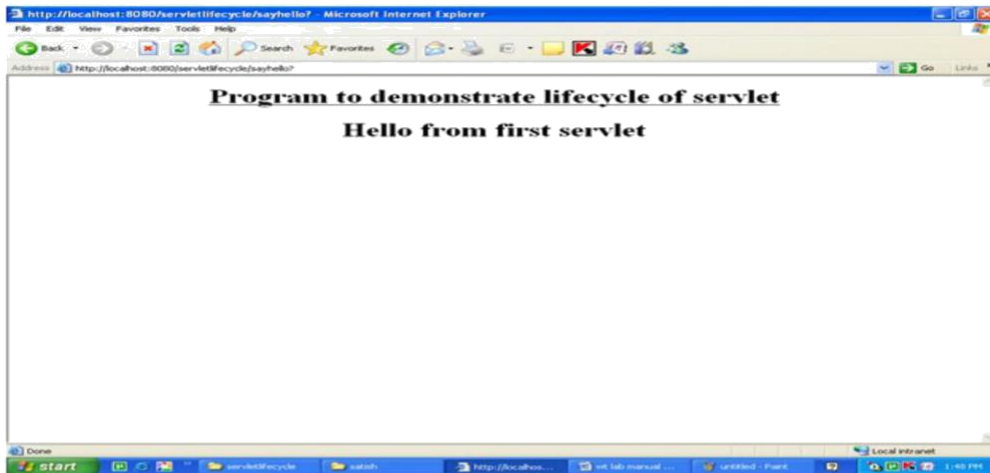 http://localhost:8080/servletlifecycle/sayhello? - Microsoft Internet Explorer
File Edit View Favorites Tools Help
Back Search Favorites
Address http://localhost:8080/servletlifecycle/sayhello? Go Links
Program to demonstrate lifecycle of servlet
Hello from first servlet
Done Local intranet
start servletlifecycle satish http://localhos... wt lab manual ... untitled - Paint 1:48 PM